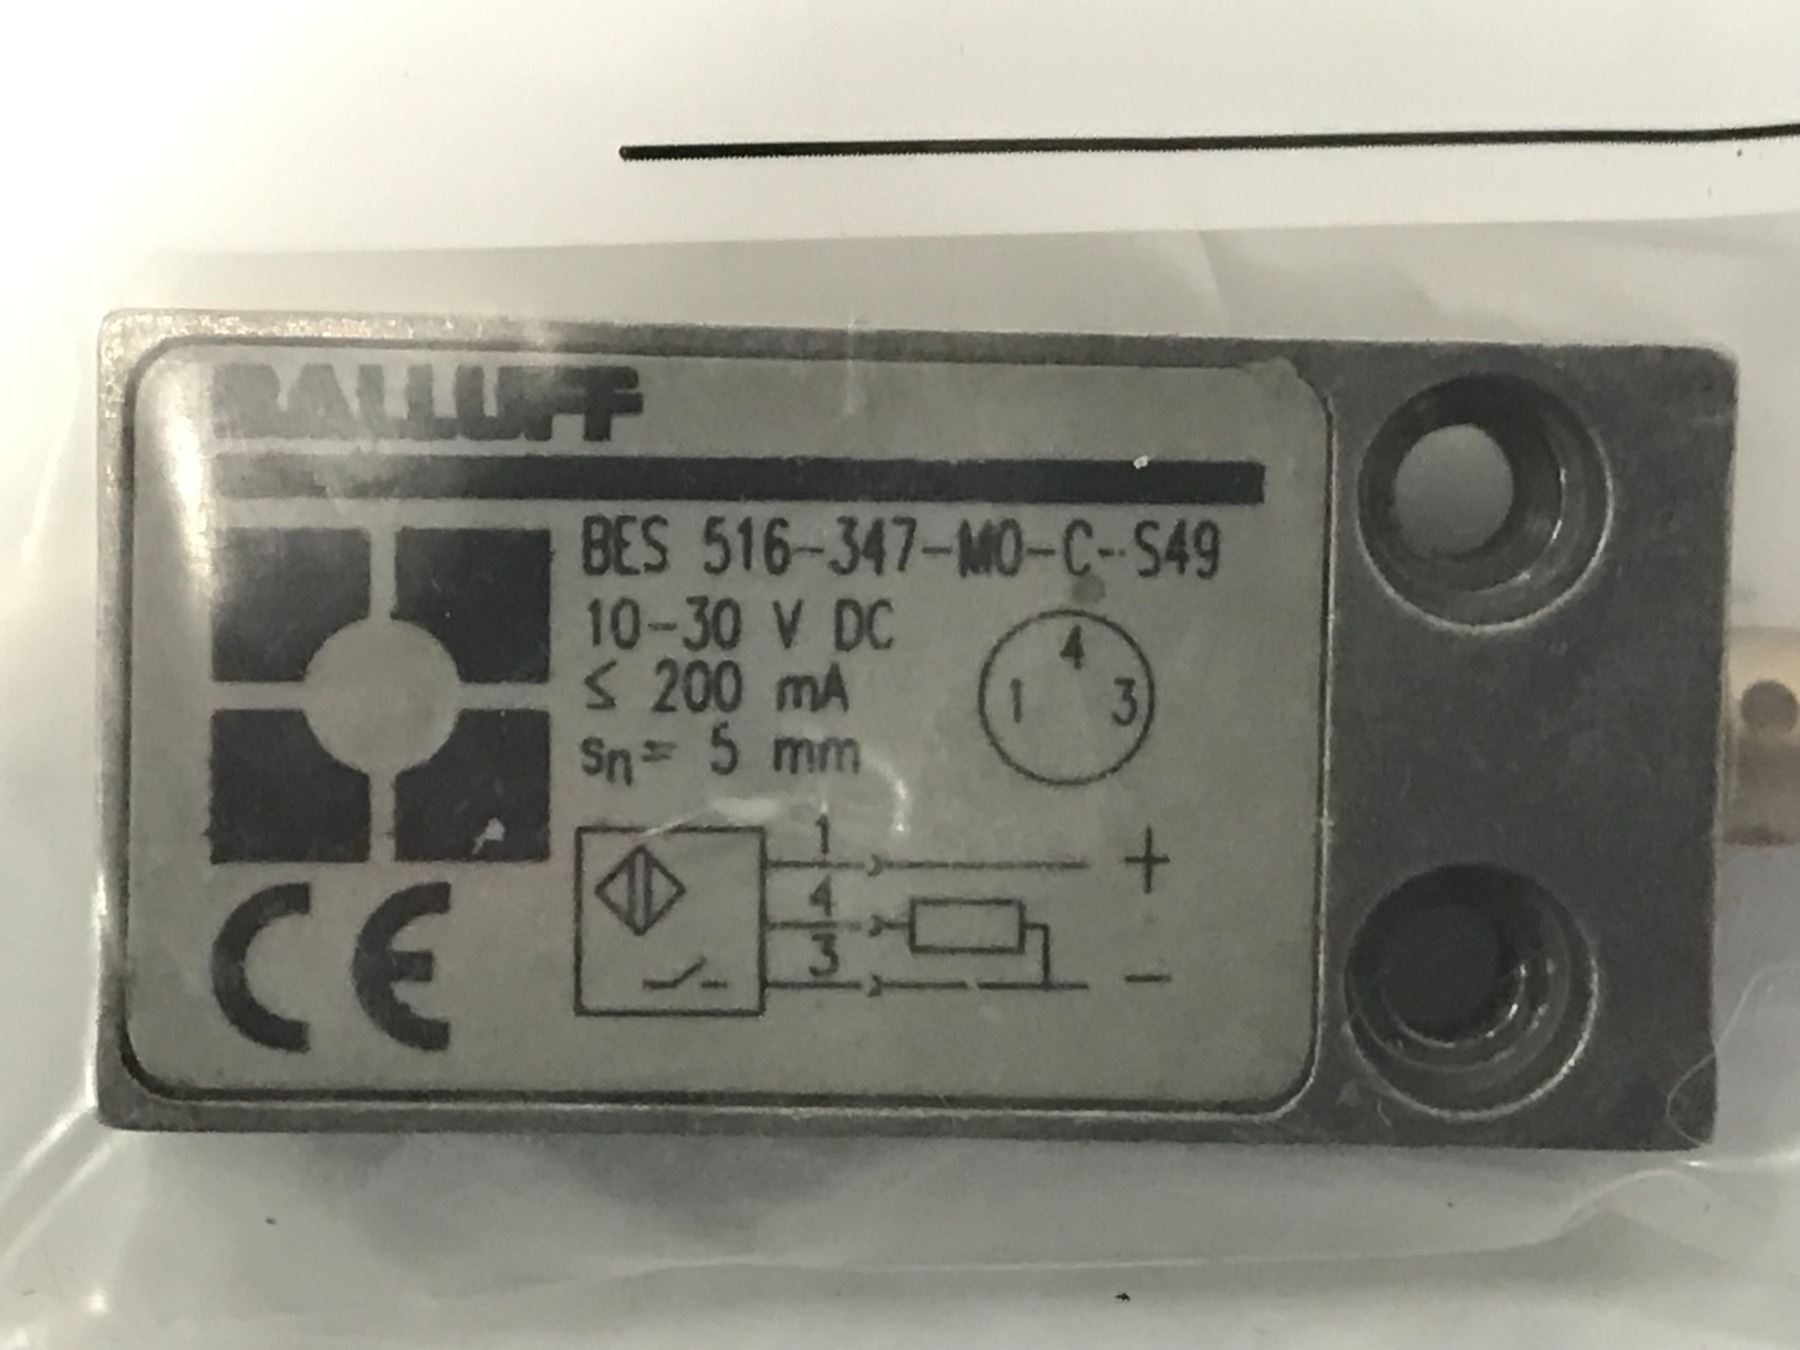 BALLUFF
BES 516-347-M0-C-S49
10-30 V DC
≤ 200 mA
sn= 5 mm
4
1 3
1
4
3
+
−
CE